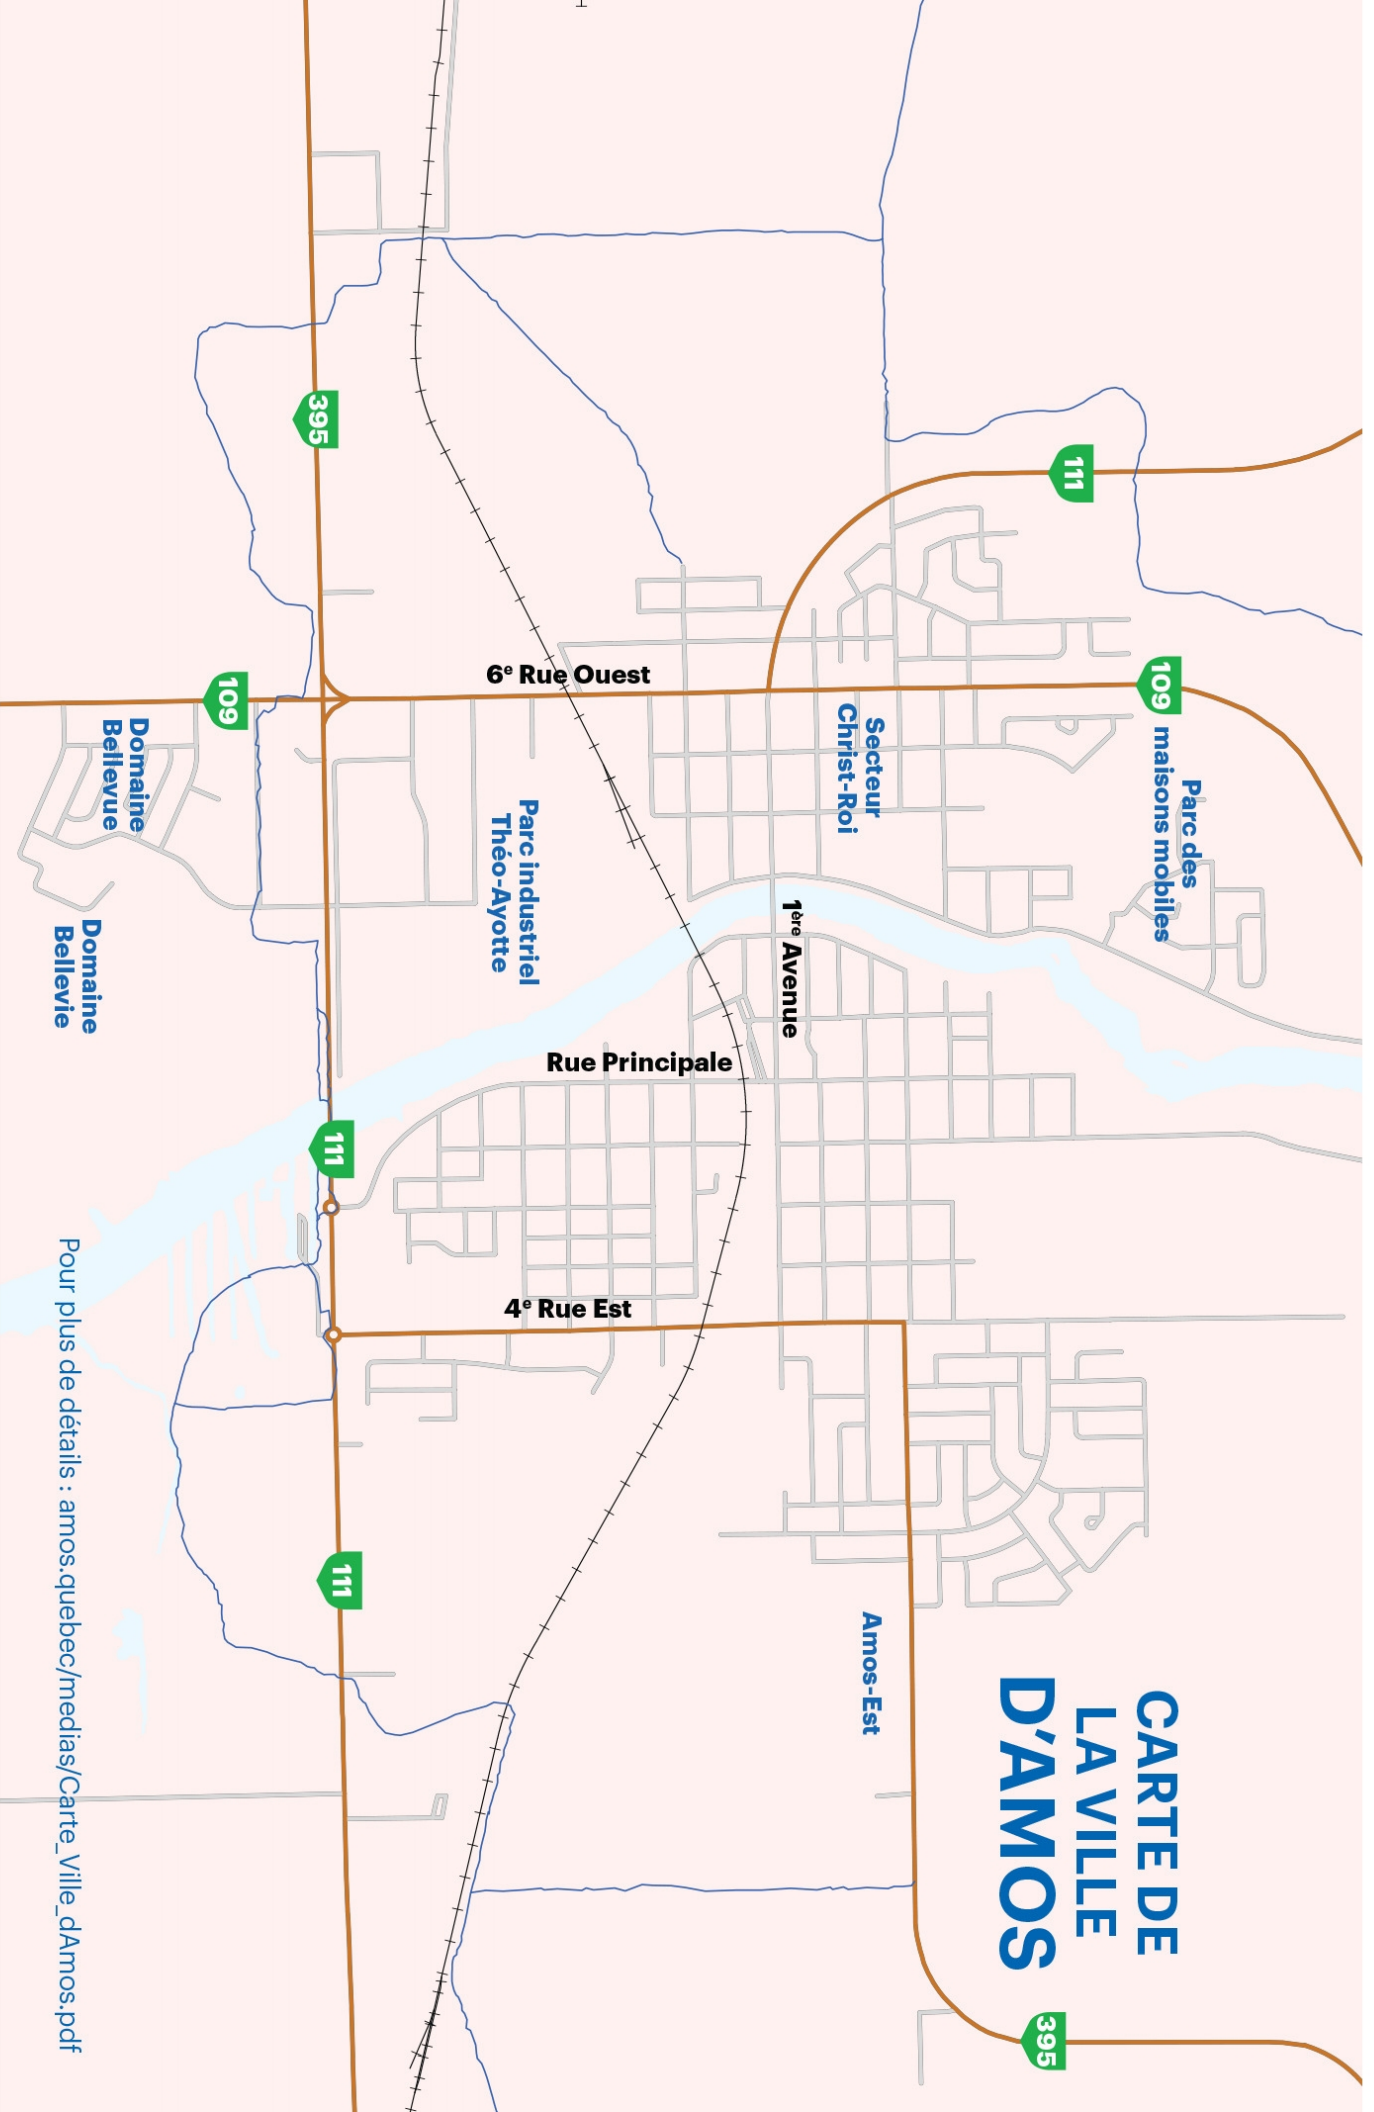 CARTE DE
LA VILLE
D'AMOS
395
111
109
Parc des
maisons mobiles
Secteur
Christ-Roi
Amos-Est
1ère Avenue
6e Rue Ouest
Rue Principale
4e Rue Est
Parc industriel
Théo-Ayotte
395
111
111
109
Domaine
Bellevue
Domaine
Bellevie
Pour plus de détails : amos.quebec/medias/Carte_Ville_dAmos.pdf